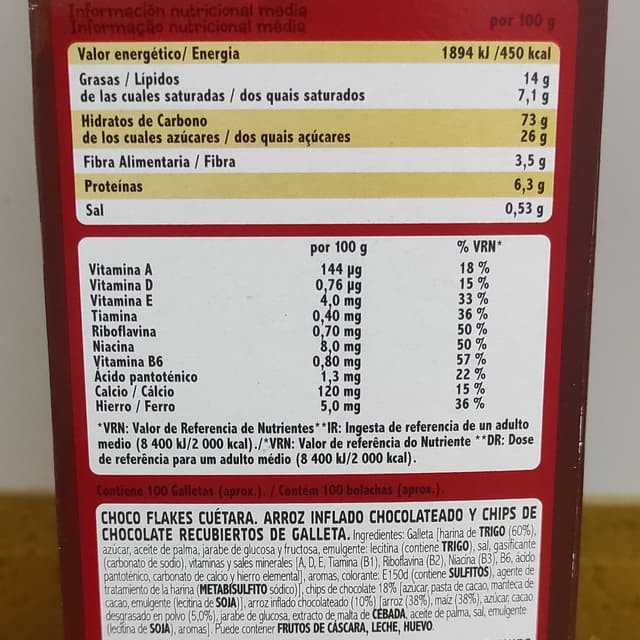 Información nutricional media
Informação nutricional média
por 100 g
Valor energético/ Energia 1894 kJ /450 kcal
Grasas / Lípidos 14 g
de las cuales saturadas / dos quais saturados 7,1 g
Hidratos de Carbono 73 g
de los cuales azúcares / dos quais açúcares 26 g
Fibra Alimentaria / Fibra 3,5 g
Proteínas 6,3 g
Sal 0,53 g
por 100 g % VRN*
Vitamina A 144 µg 18 %
Vitamina D 0,76 µg 15 %
Vitamina E 4,0 mg 33 %
Tiamina 0,40 mg 36 %
Riboflavina 0,70 mg 50 %
Niacina 8,0 mg 50 %
Vitamina B6 0,80 mg 57 %
Ácido pantoténico 1,3 mg 22 %
Calcio / Cálcio 120 mg 15 %
Hierro / Ferro 5,0 mg 36 %
*VRN: Valor de Referencia de Nutrientes**IR: Ingesta de referencia de un adulto
medio (8 400 kJ/2 000 kcal)./*VRN: Valor de referência do Nutriente **DR: Dose
de referência para um adulto médio (8 400 kJ/2 000 kcal).
Contiene 100 Galletas (aprox.). / Contém 100 bolachas (aprox.).
CHOCO FLAKES CUÉTARA. ARROZ INFLADO CHOCOLATEADO Y CHIPS DE
CHOCOLATE RECUBIERTOS DE GALLETA. Ingredientes: Galleta [harina de TRIGO (60%),
azúcar, aceite de palma, jarabe de glucosa y fructosa, emulgente: lecitina (contiene TRIGO), sal, gasificante
(carbonato de sodio), vitaminas y sales minerales [A, D, E, Tiamina (B1), Riboflavina (B2), Niacina (B3), B6, ácido
pantoténico, carbonato de calcio y hierro elemental], aromas, colorante: E150d (contiene SULFITOS), agente de
tratamiento de la harina (METABISULFITO sódico)], chips de chocolate 18% [azúcar, pasta de cacao, manteca de
cacao, emulgente (lecitina de SOJA)], arroz inflado chocolateado (10%) [arroz (38%), maíz (38%), azúcar, cacao
desgrasado en polvo (5,0%), jarabe de glucosa, extracto de malta de CEBADA, aceite de palma, sal, emulgente
(lecitina de SOJA), aromas]. Puede contener FRUTOS DE CÁSCARA, LECHE, HUEVO.